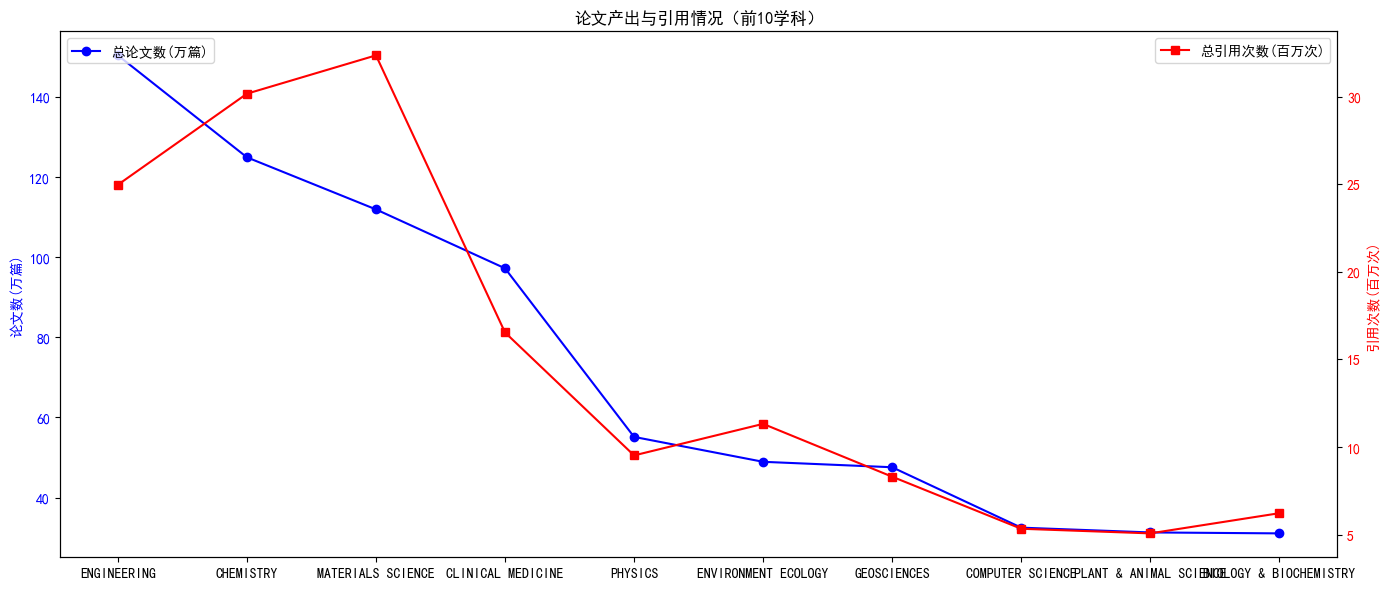 论文产出与引用情况（前10学科）
总论文数(万篇)
总引用次数(百万次)
论文数(万篇)
140
120
100
80
60
40
引用次数(百万次)
30
25
20
15
10
5
ENGINEERING
CHEMISTRY
MATERIALS SCIENCE
CLINICAL MEDICINE
PHYSICS
ENVIRONMENT ECOLOGY
GEOSCIENCES
COMPUTER SCIENCE
PLANT & ANIMAL SCIENCE
BIOLOGY & BIOCHEMISTRY